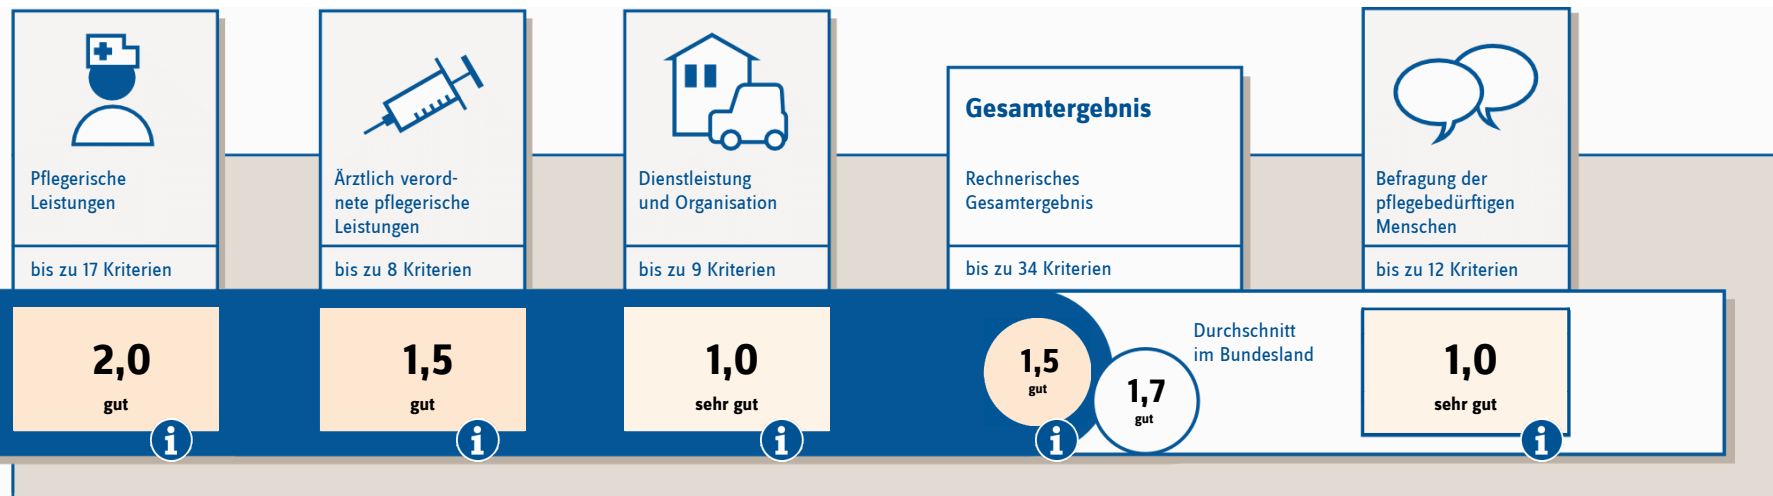 Pflegerische
Leistungen
bis zu 17 Kriterien
2,0
gut
i
Ärztlich verord-
nete pflegerische
Leistungen
bis zu 8 Kriterien
1,5
gut
i
Dienstleistung
und Organisation
bis zu 9 Kriterien
1,0
sehr gut
i
Gesamtergebnis
Rechnerisches
Gesamtergebnis
bis zu 34 Kriterien
1,5
gut
i
1,7
gut
Durchschnitt
im Bundesland
Befragung der
pflegebedürftigen
Menschen
bis zu 12 Kriterien
1,0
sehr gut
i